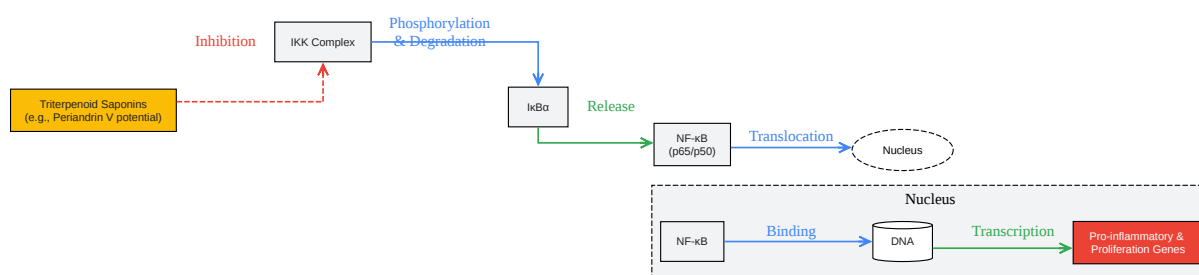 Phosphorylation
& Degradation
Inhibition
IKK Complex
Triterpenoid Saponins
(e.g., Periandrin V potential)
IκBα
Release
NF-κB
(p65/p50)
Translocation
Nucleus
Nucleus
NF-κB
Binding
DNA
Transcription
Pro-inflammatory &
Proliferation Genes